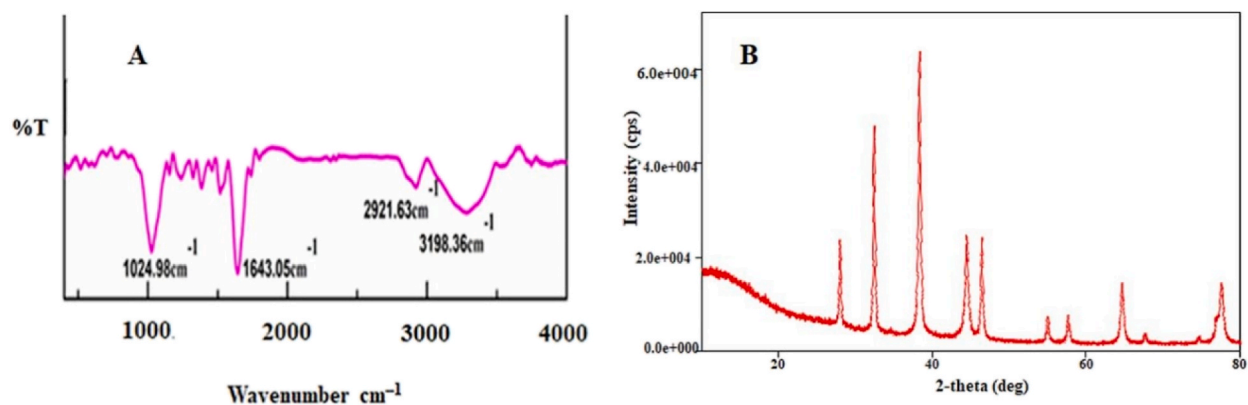 A
%T
2921.63cm-1
3198.36cm-1
1024.98cm-1
1643.05cm-1
1000
2000
3000
4000
Wavenumber cm–1
B
6.0e+004
4.0e+004
2.0e+004
0.0e+000
Intensity (cps)
20
40
60
80
2-theta (deg)